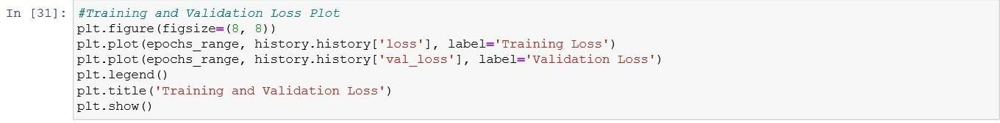 In [31]: #Training and Validation Loss Plot
plt.figure(figsize=(8, 8))
plt.plot(epochs_range, history.history['loss'], label='Training Loss')
plt.plot(epochs_range, history.history['val_loss'], label='Validation Loss')
plt.legend()
plt.title('Training and Validation Loss')
plt.show()